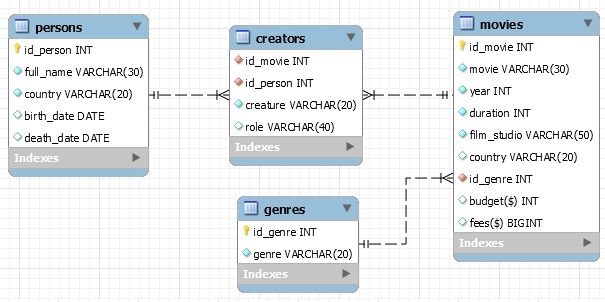 persons
id_person INT
full_name VARCHAR(30)
country VARCHAR(20)
birth_date DATE
death_date DATE
Indexes
creators
id_movie INT
id_person INT
creature VARCHAR(20)
role VARCHAR(40)
Indexes
movies
id_movie INT
movie VARCHAR(30)
year INT
duration INT
film_studio VARCHAR(50)
country VARCHAR(20)
id_genre INT
budget($) INT
fees($) BIGINT
Indexes
genres
id_genre INT
genre VARCHAR(20)
Indexes